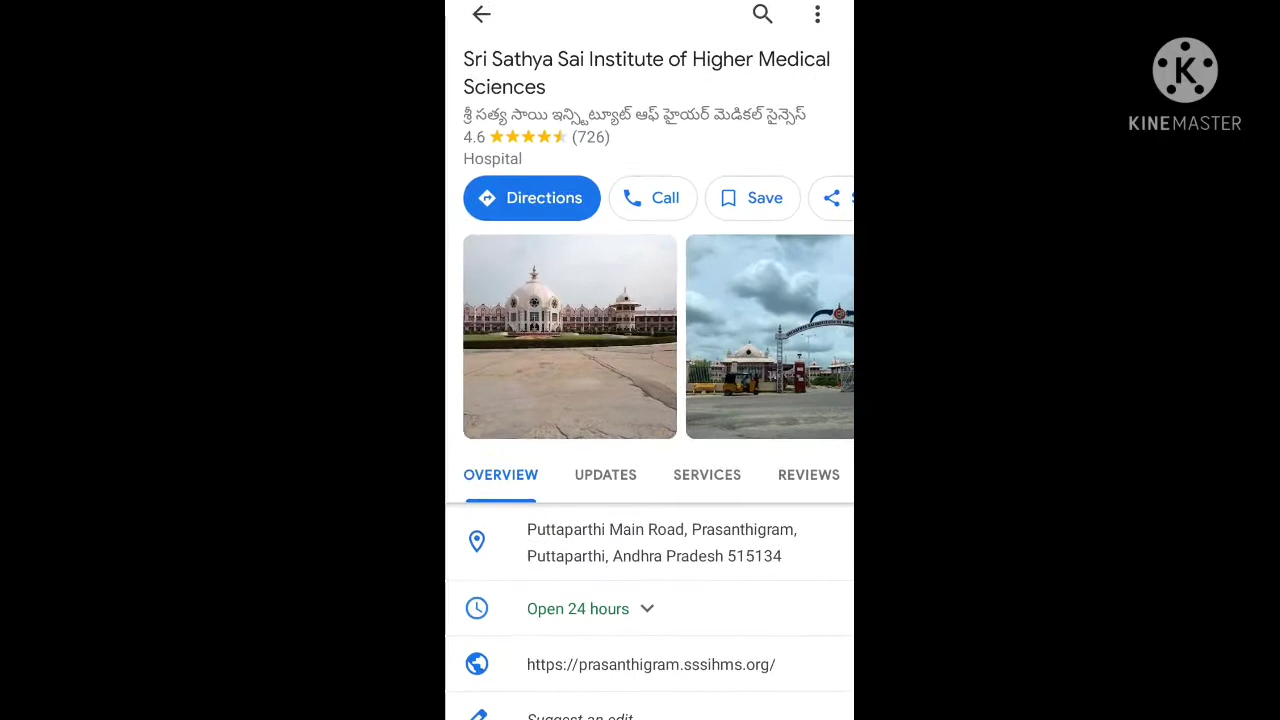 Sri Sathya Sai Institute of Higher Medical
Sciences
శ్రీ సత్య సాయి ఇన్స్టిట్యూట్ ఆఫ్ హైయర్ మెడికల్ సైన్సెస్
4.6 (726)
Hospital
Directions
Call
Save
OVERVIEW
UPDATES
SERVICES
REVIEWS
Puttaparthi Main Road, Prasanthigram,
Puttaparthi, Andhra Pradesh 515134
Open 24 hours
https://prasanthigram.sssihms.org/
Suggest an edit
K
KINEMASTER